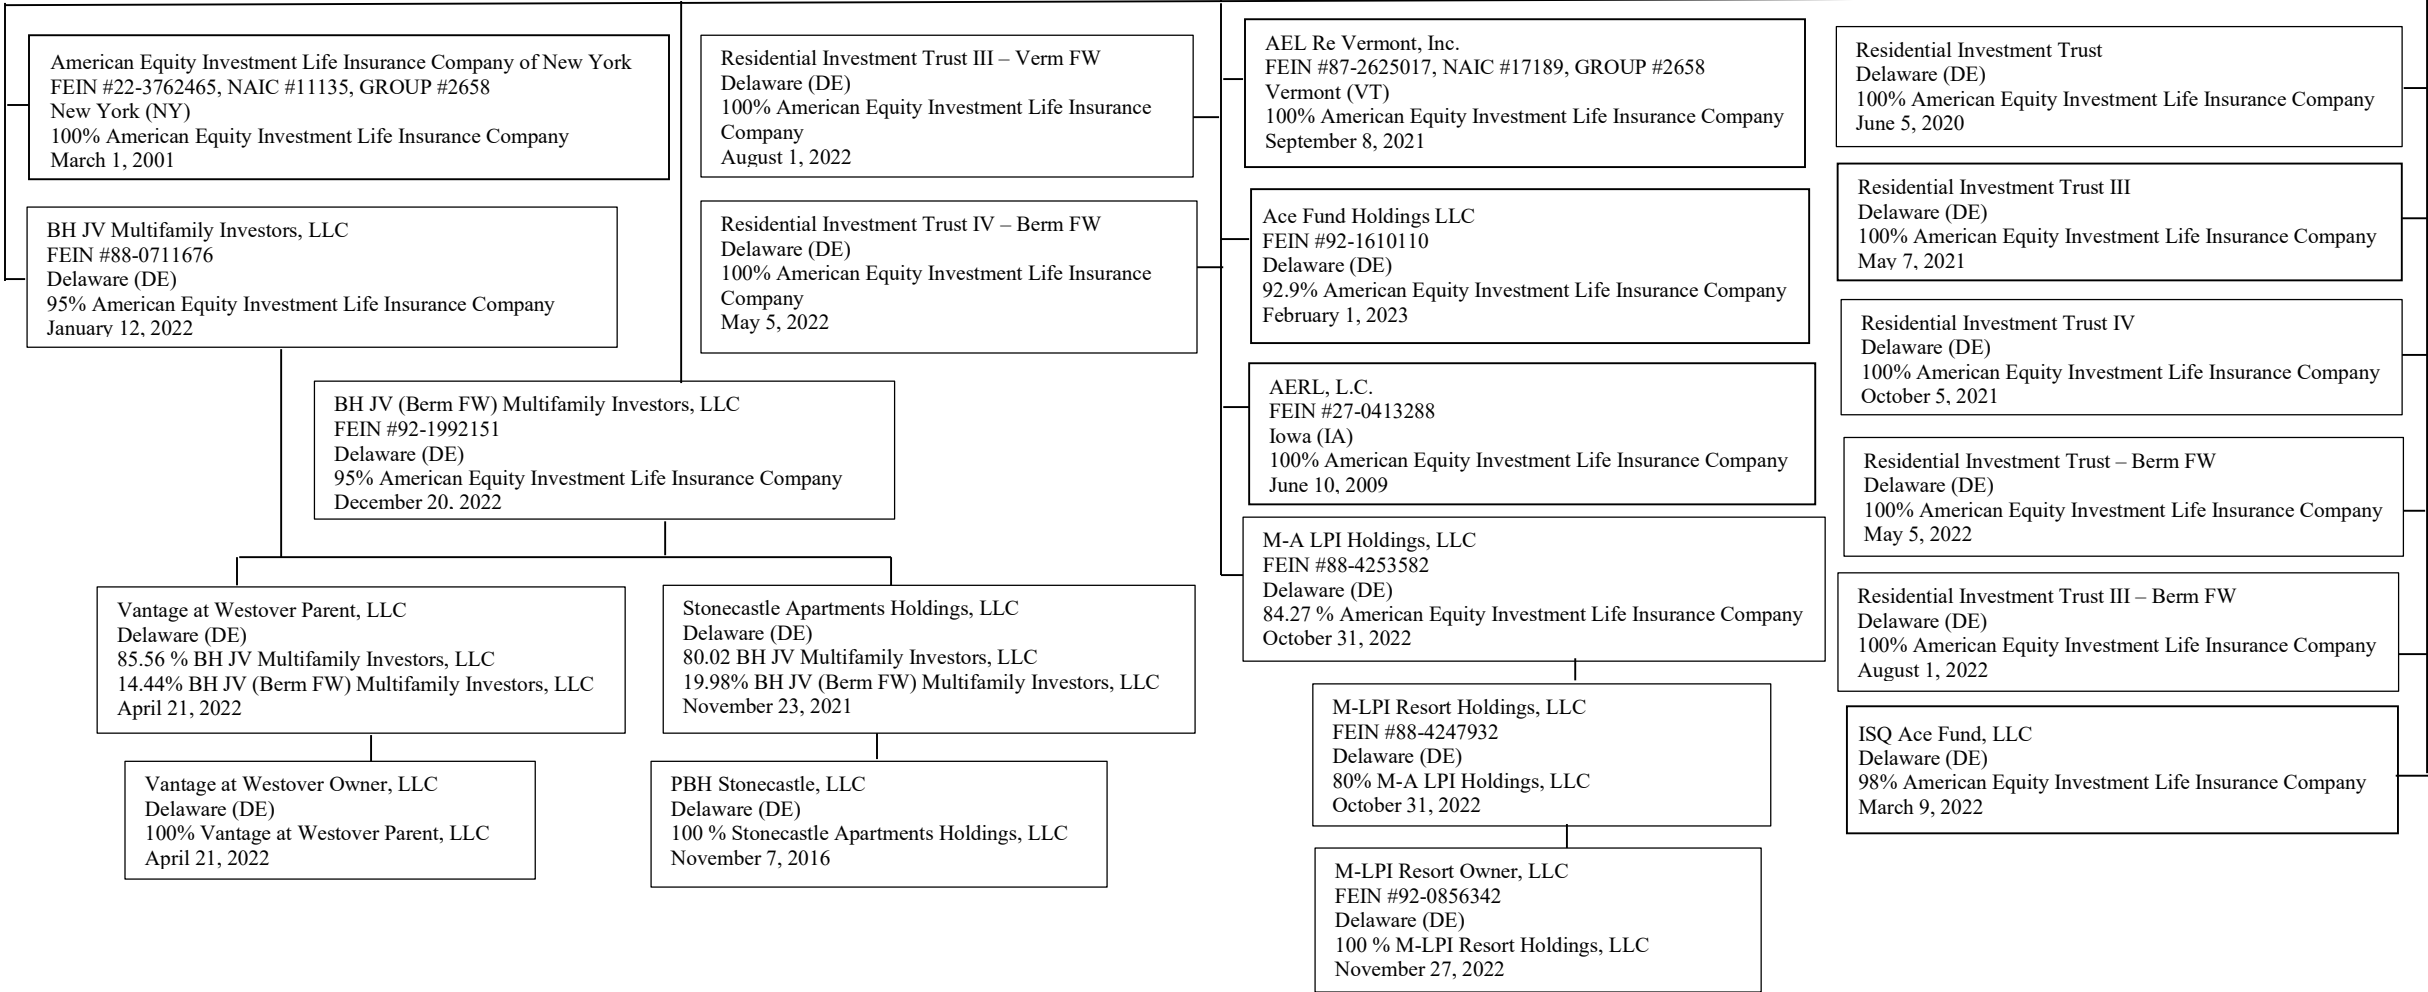 American Equity Investment Life Insurance Company of New York
FEIN #22-3762465, NAIC #11135, GROUP #2658
New York (NY)
100% American Equity Investment Life Insurance Company
March 1, 2001
BH JV Multifamily Investors, LLC
FEIN #88-0711676
Delaware (DE)
95% American Equity Investment Life Insurance Company
January 12, 2022
BH JV (Berm FW) Multifamily Investors, LLC
FEIN #92-1992151
Delaware (DE)
95% American Equity Investment Life Insurance Company
December 20, 2022
Vantage at Westover Parent, LLC
Delaware (DE)
85.56 % BH JV Multifamily Investors, LLC
14.44% BH JV (Berm FW) Multifamily Investors, LLC
April 21, 2022
Vantage at Westover Owner, LLC
Delaware (DE)
100% Vantage at Westover Parent, LLC
April 21, 2022
Stonecastle Apartments Holdings, LLC
Delaware (DE)
80.02 BH JV Multifamily Investors, LLC
19.98% BH JV (Berm FW) Multifamily Investors, LLC
November 23, 2021
PBH Stonecastle, LLC
Delaware (DE)
100 % Stonecastle Apartments Holdings, LLC
November 7, 2016
Residential Investment Trust III – Verm FW
Delaware (DE)
100% American Equity Investment Life Insurance
Company
August 1, 2022
Residential Investment Trust IV – Berm FW
Delaware (DE)
100% American Equity Investment Life Insurance
Company
May 5, 2022
AEL Re Vermont, Inc.
FEIN #87-2625017, NAIC #17189, GROUP #2658
Vermont (VT)
100% American Equity Investment Life Insurance Company
September 8, 2021
Ace Fund Holdings LLC
FEIN #92-1610110
Delaware (DE)
92.9% American Equity Investment Life Insurance Company
February 1, 2023
AERL, L.C.
FEIN #27-0413288
Iowa (IA)
100% American Equity Investment Life Insurance Company
June 10, 2009
M-A LPI Holdings, LLC
FEIN #88-4253582
Delaware (DE)
84.27 % American Equity Investment Life Insurance Company
October 31, 2022
M-LPI Resort Holdings, LLC
FEIN #88-4247932
Delaware (DE)
80% M-A LPI Holdings, LLC
October 31, 2022
M-LPI Resort Owner, LLC
FEIN #92-0856342
Delaware (DE)
100 % M-LPI Resort Holdings, LLC
November 27, 2022
Residential Investment Trust
Delaware (DE)
100% American Equity Investment Life Insurance Company
June 5, 2020
Residential Investment Trust III
Delaware (DE)
100% American Equity Investment Life Insurance Company
May 7, 2021
Residential Investment Trust IV
Delaware (DE)
100% American Equity Investment Life Insurance Company
October 5, 2021
Residential Investment Trust – Berm FW
Delaware (DE)
100% American Equity Investment Life Insurance Company
May 5, 2022
Residential Investment Trust III – Berm FW
Delaware (DE)
100% American Equity Investment Life Insurance Company
August 1, 2022
ISQ Ace Fund, LLC
Delaware (DE)
98% American Equity Investment Life Insurance Company
March 9, 2022